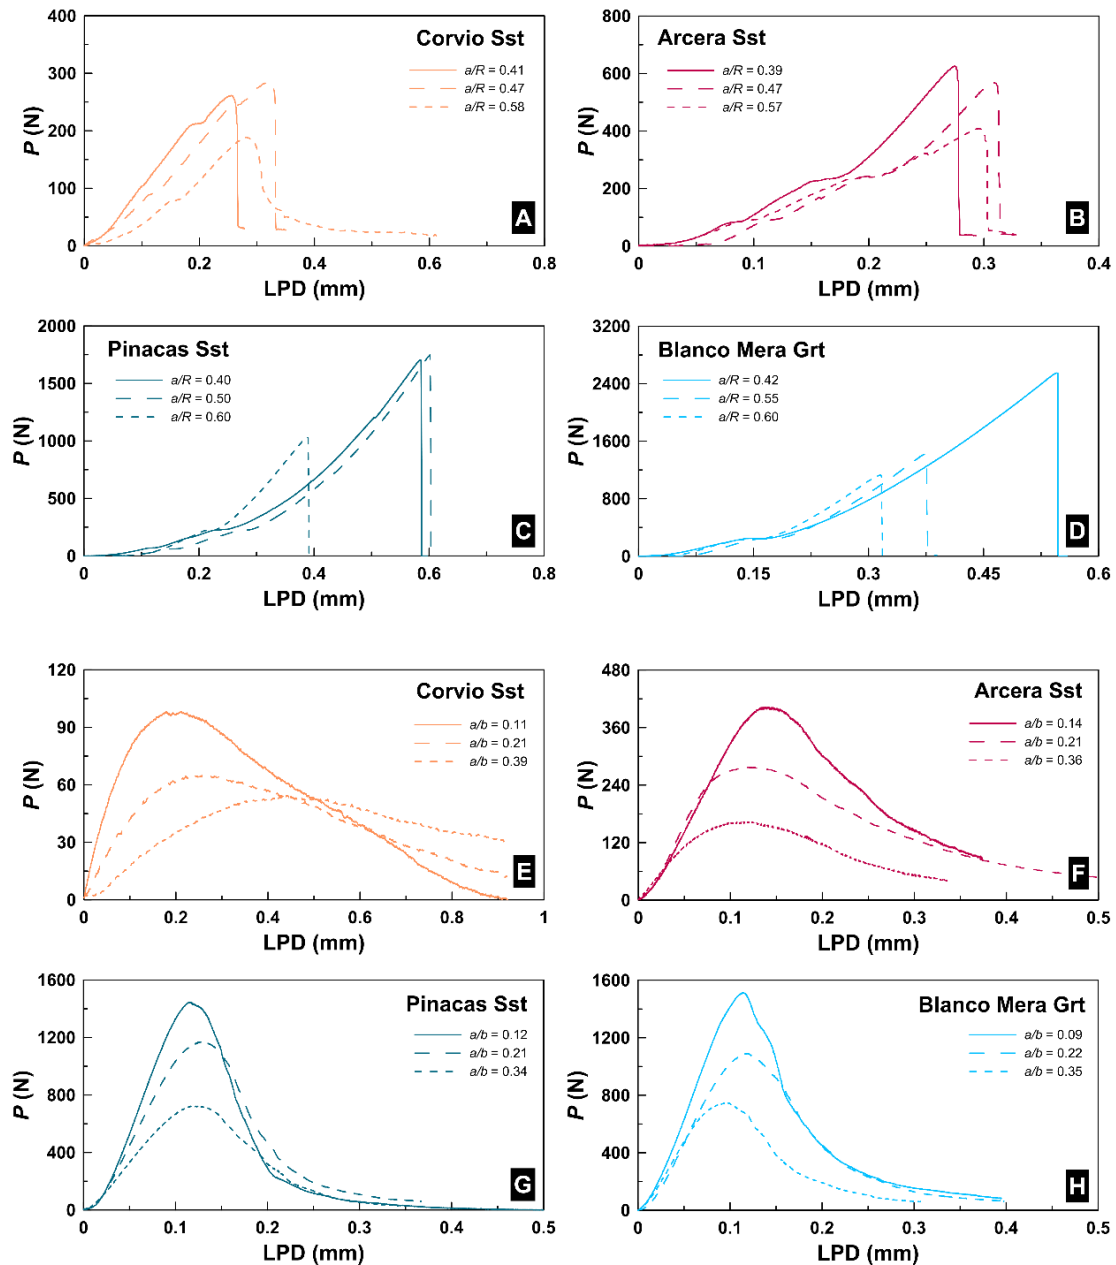 Corvio Sst
a/R = 0.41
a/R = 0.47
a/R = 0.58
P (N)
400
300
200
100
0
0 0.2 0.4 0.6 0.8
LPD (mm)
A
Arcera Sst
a/R = 0.39
a/R = 0.47
a/R = 0.57
P (N)
800
600
400
200
0
0 0.1 0.2 0.3 0.4
LPD (mm)
B
Pinacas Sst
a/R = 0.40
a/R = 0.50
a/R = 0.60
P (N)
2000
1500
1000
500
0
0 0.2 0.4 0.6 0.8
LPD (mm)
C
Blanco Mera Grt
a/R = 0.42
a/R = 0.55
a/R = 0.60
P (N)
3200
2400
1600
800
0
0 0.15 0.3 0.45 0.6
LPD (mm)
D
Corvio Sst
a/b = 0.11
a/b = 0.21
a/b = 0.39
P (N)
120
90
60
30
0
0 0.2 0.4 0.6 0.8 1
LPD (mm)
E
Arcera Sst
a/b = 0.14
a/b = 0.21
a/b = 0.36
P (N)
480
360
240
120
0
0 0.1 0.2 0.3 0.4 0.5
LPD (mm)
F
Pinacas Sst
a/b = 0.12
a/b = 0.21
a/b = 0.34
P (N)
1600
1200
800
400
0
0 0.1 0.2 0.3 0.4 0.5
LPD (mm)
G
Blanco Mera Grt
a/b = 0.09
a/b = 0.22
a/b = 0.35
P (N)
1600
1200
800
400
0
0 0.1 0.2 0.3 0.4 0.5
LPD (mm)
H